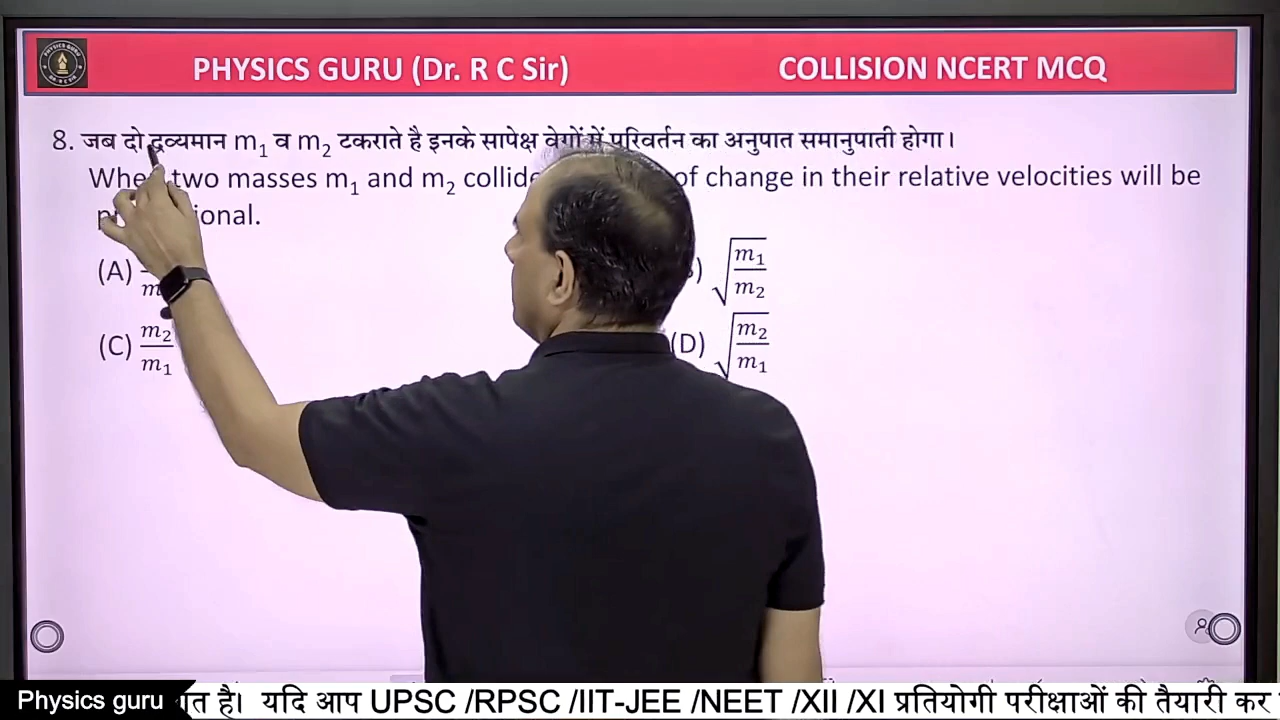 PHYSICS GURU (Dr. R C Sir)
COLLISION NCERT MCQ
8. जब दो द्रव्यमान m₁ व m₂ टकराते है इनके सापेक्ष वेगों में परिवर्तन का अनुपात समानुपाती होगा।
two masses m₁ and m₂ collide of change in their relative velocities will be
(A)
√(m₁/m₂)
(C) m₂/m₁
(D) √(m₂/m₁)
Physics guru
है। यदि आप UPSC /RPSC /IIT-JEE /NEET /XII /XI प्रतियोगी परीक्षाओं की तैयारी कर